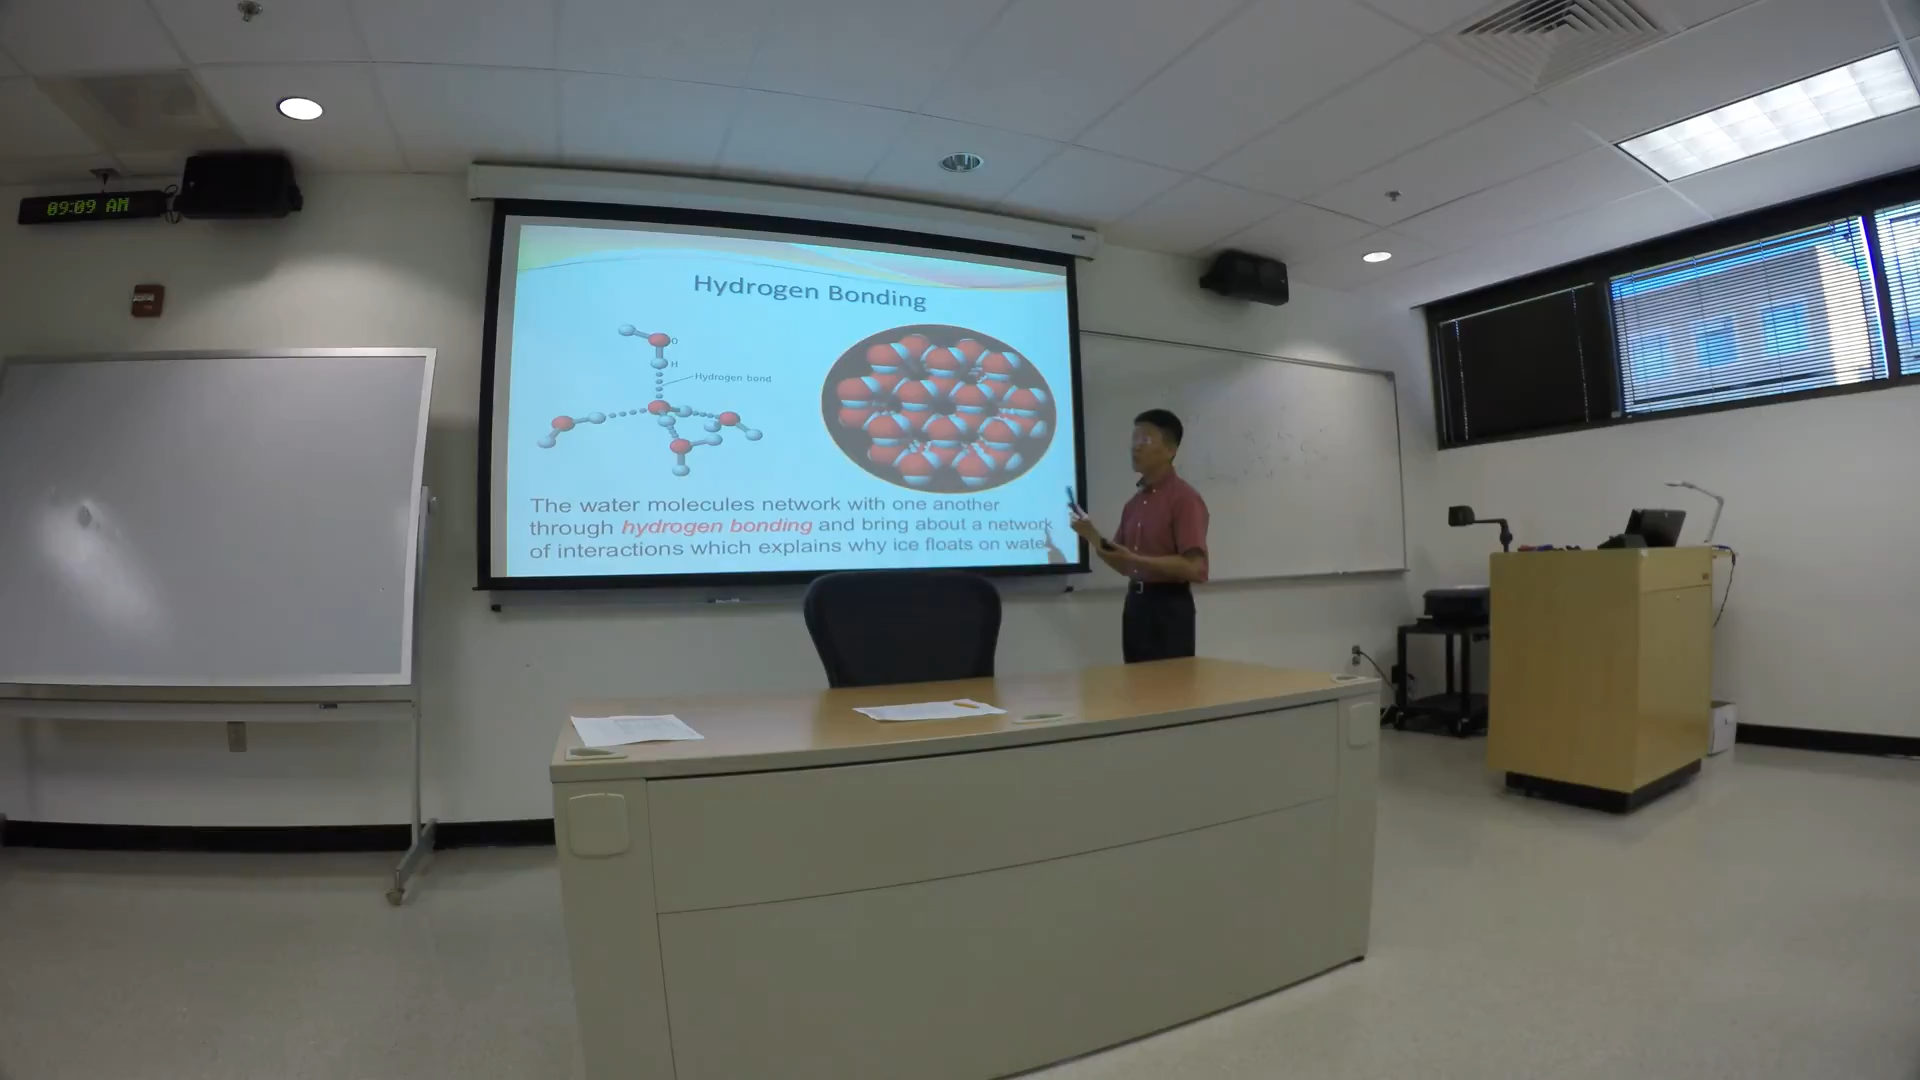 09:09 AM
Hydrogen Bonding
O
H
Hydrogen bond
The water molecules network with one another
through hydrogen bonding and bring about a network
of interactions which explains why ice floats on water